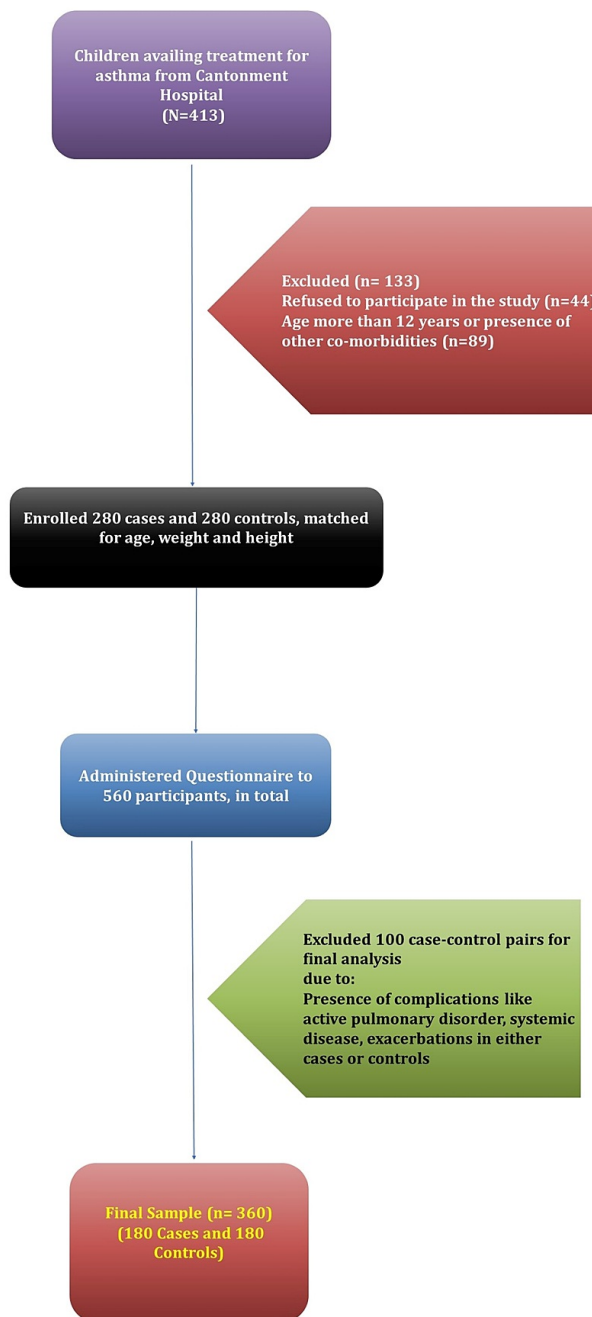 Children availing treatment for
asthma from Cantonment
Hospital
(N=413)
Excluded (n= 133)
Refused to participate in the study (n=44)
Age more than 12 years or presence of
other co-morbidities (n=89)
Enrolled 280 cases and 280 controls, matched
for age, weight and height
Administered Questionnaire to
560 participants, in total
Excluded 100 case-control pairs for
final analysis
due to:
Presence of complications like
active pulmonary disorder, systemic
disease, exacerbations in either
cases or controls
Final Sample (n= 360)
(180 Cases and 180
Controls)